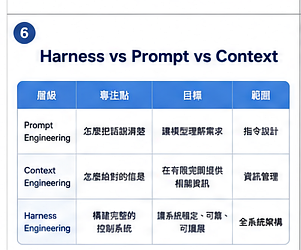 6
Harness vs Prompt vs Context
層級 專注點 目標 範圍
Prompt
Engineering
怎麼把話說清楚
讓模型理解需求
指令設計
Context
Engineering
怎麼給對的信息
在有限空間提供
相關資訊
資訊管理
Harness
Engineering
構建完整的
控制系統
讓系統穩定、可靠、
可擴展
全系統架構